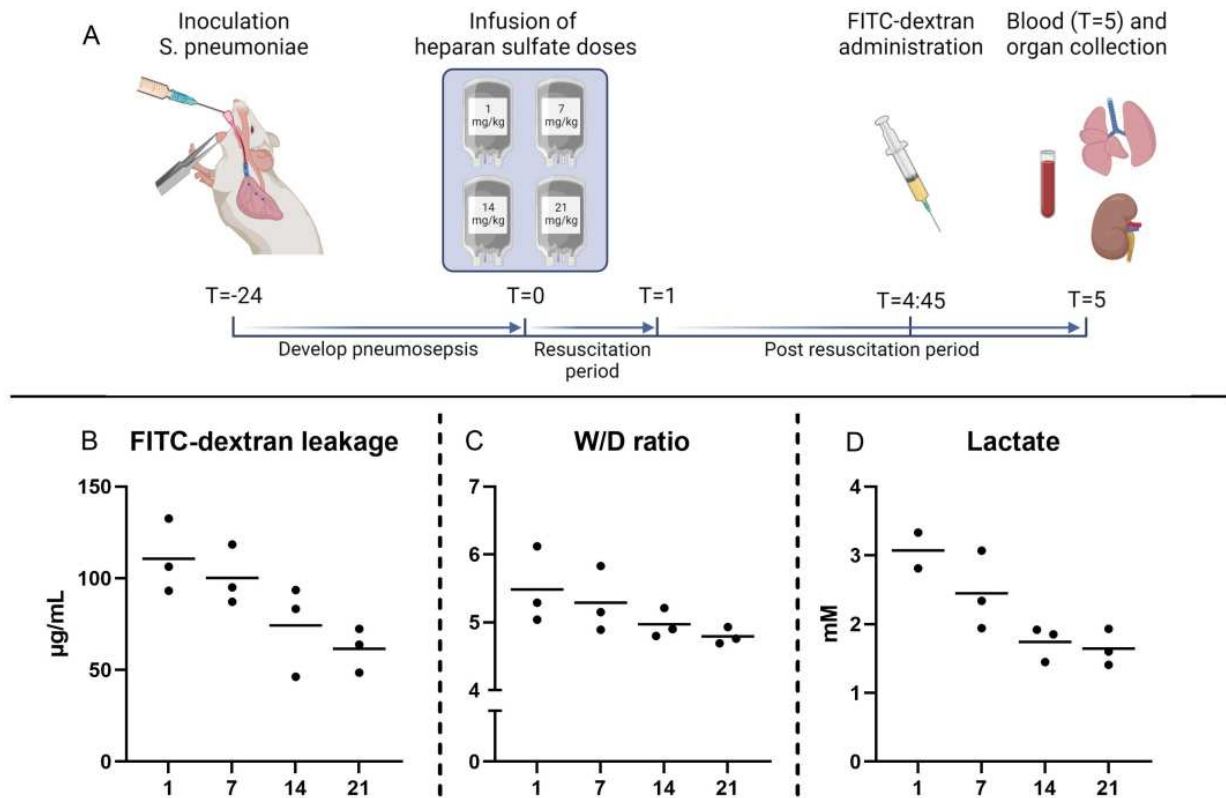 A
Inoculation
S. pneumoniae
Infusion of
heparan sulfate doses
FITC-dextran
administration
Blood (T=5) and
organ collection
1
mg/kg
7
mg/kg
14
mg/kg
21
mg/kg
T=-24
T=0
T=1
T=4:45
T=5
Develop pneumosepsis
Resuscitation
period
Post resuscitation period
B
FITC-dextran leakage
150
100
50
0
µg/mL
1 7 14 21
C
W/D ratio
7
6
5
4
0
1 7 14 21
D
Lactate
4
3
2
1
0
mM
1 7 14 21